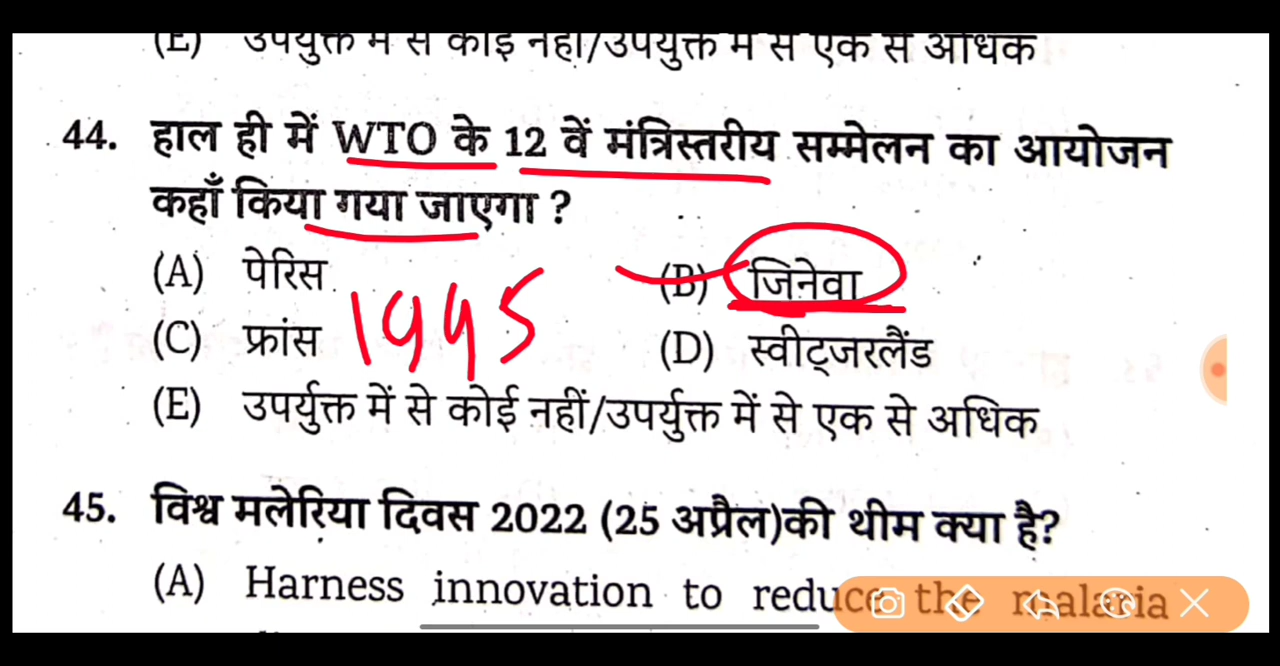 (E) उपर्युक्त में से कोई नहीं/उपर्युक्त में से एक से अधिक
44. हाल ही में WTO के 12 वें मंत्रिस्तरीय सम्मेलन का आयोजन
कहाँ किया गया जाएगा ?
(A) पेरिस (B) जिनेवा
1995
(C) फ्रांस (D) स्वीट्जरलैंड
(E) उपर्युक्त में से कोई नहीं/उपर्युक्त में से एक से अधिक
45. विश्व मलेरिया दिवस 2022 (25 अप्रैल)की थीम क्या है?
(A) Harness innovation to reduce the malaria